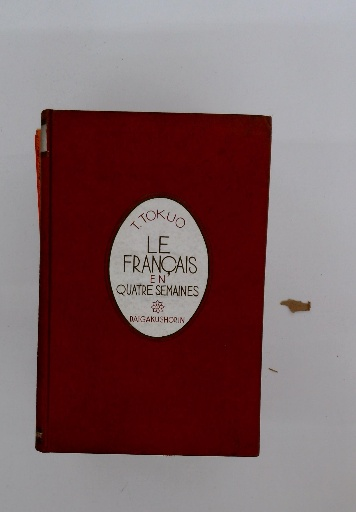 T. TOKUO
LE
FRANÇAIS
EN
QUATRE SEMAINES
DAIGAKUSHORIN